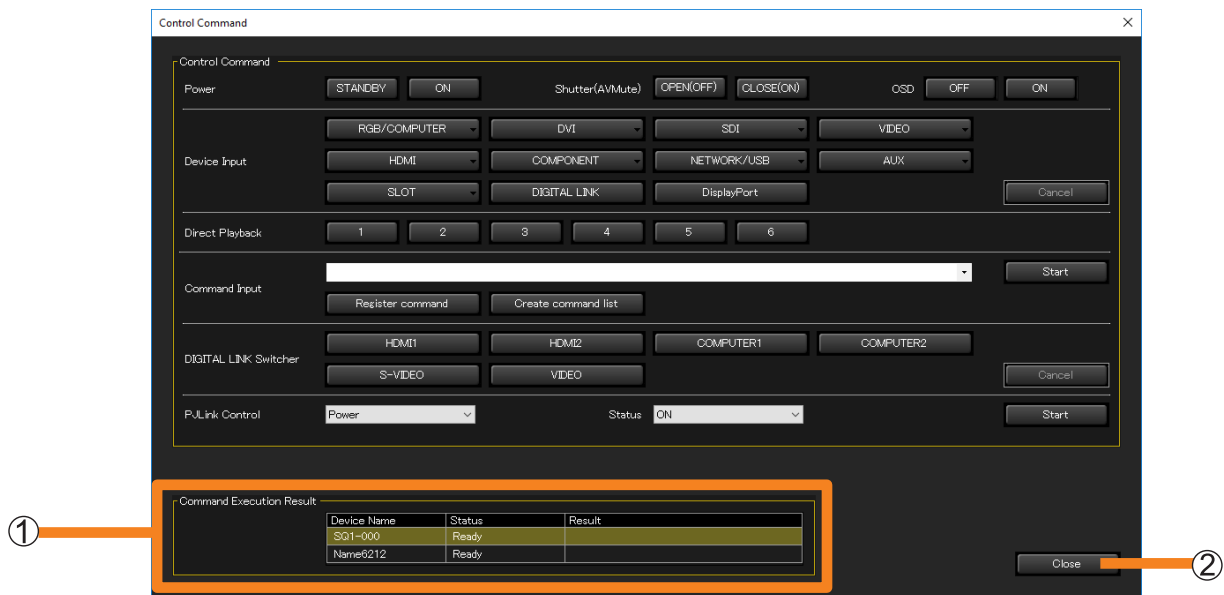 Control Command
Control Command
Power STANDBY ON Shutter(AVMute) OPEN(OFF) CLOSE(ON) OSD OFF ON
RGB/COMPUTER DVI SDI VIDEO
Device Input HDMI COMPONENT NETWORK/USB AUX
SLOT DIGITAL LINK DisplayPort Cancel
Direct Playback 1 2 3 4 5 6
Start
Command Input
Register command Create command list
HDMI1 HDMI2 COMPUTER1 COMPUTER2
DIGITAL LINK Switcher
S-VIDEO VIDEO Cancel
PJLink Control Power Status ON Start
Command Execution Result
Device Name Status Result
① SQ1-000 Ready
Name6212 Ready
Close ②